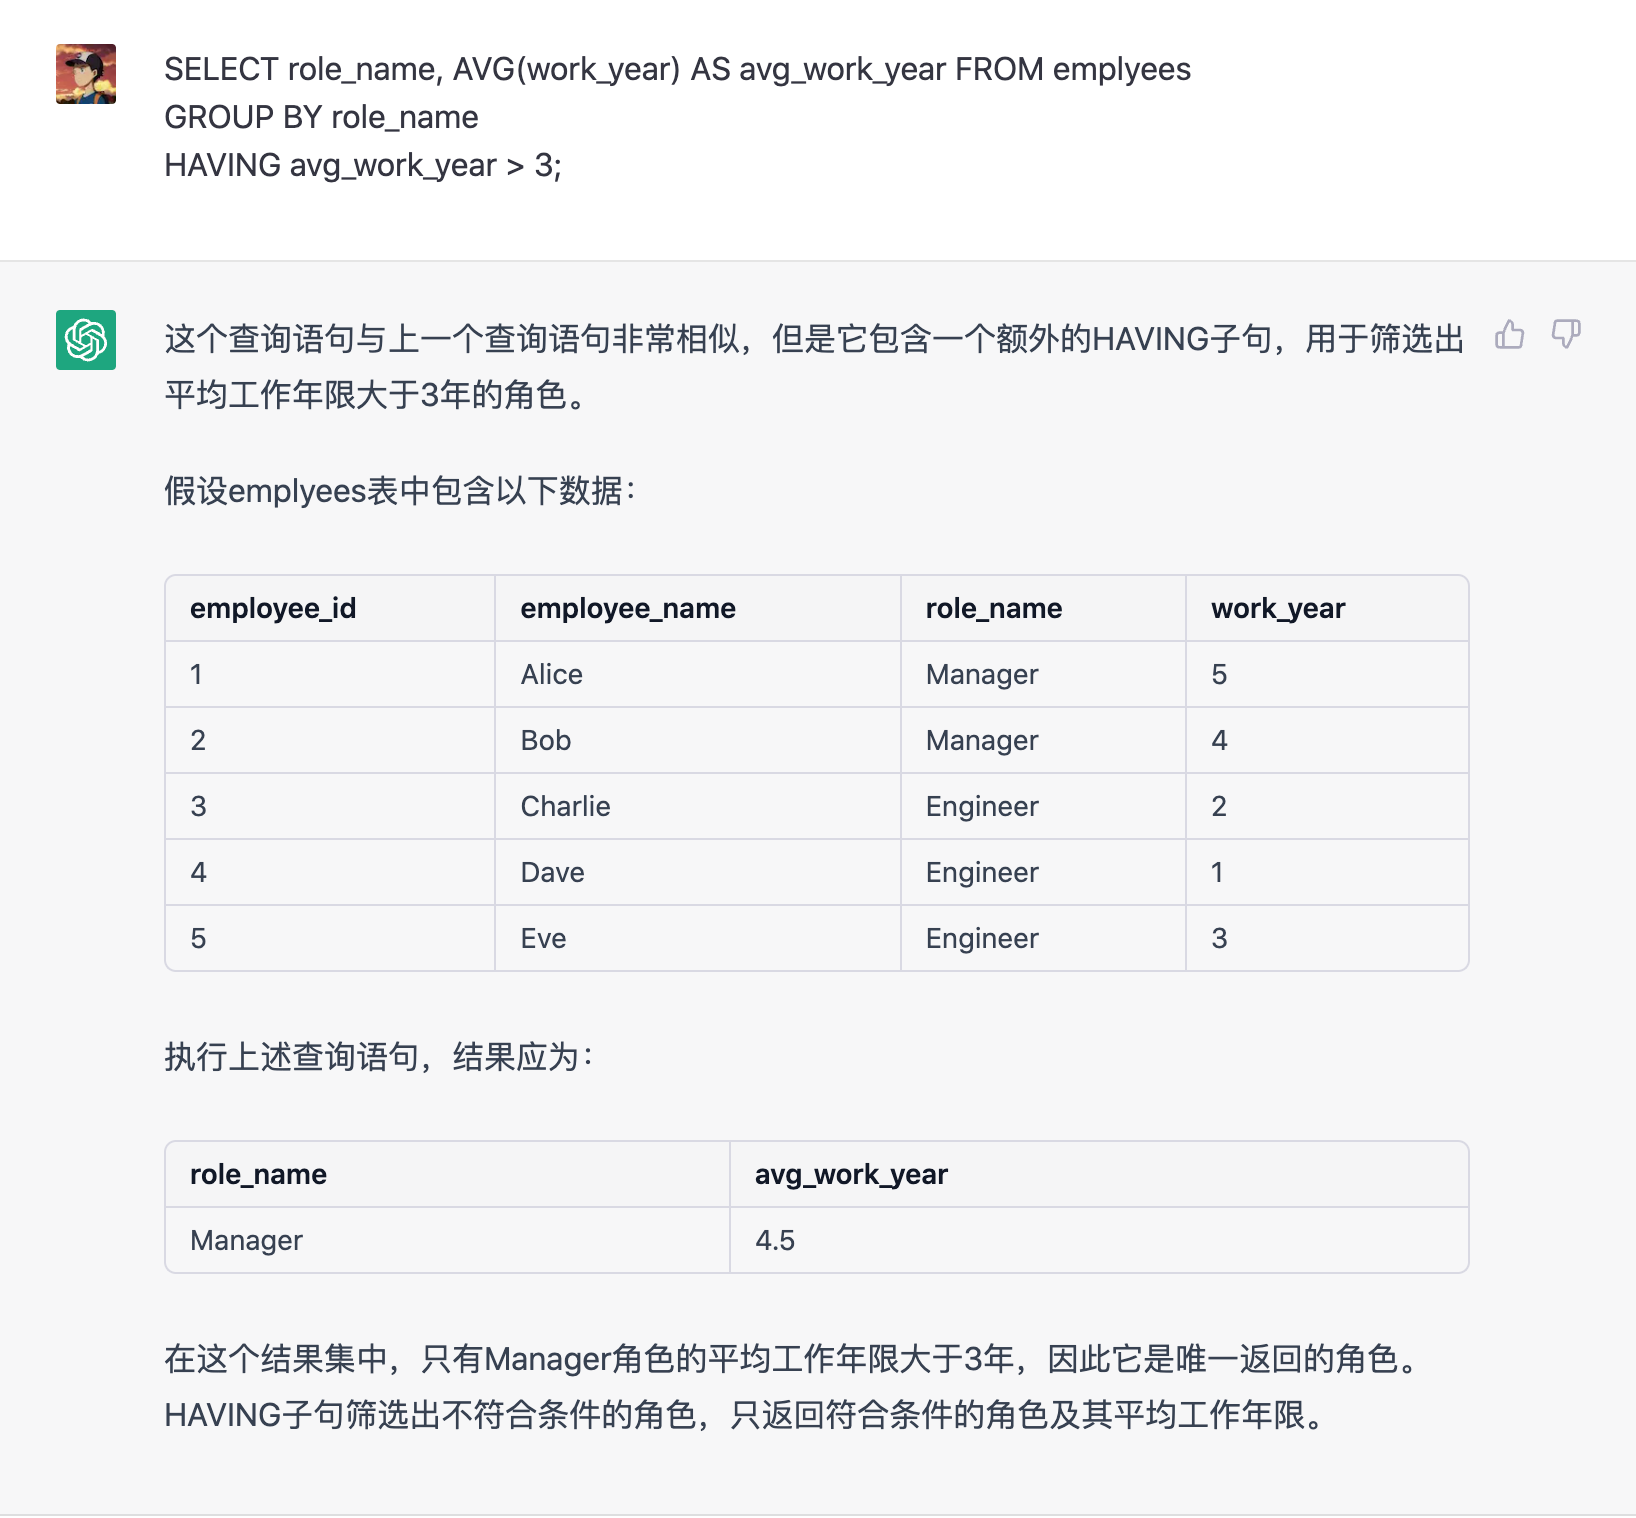 SELECT role_name, AVG(work_year) AS avg_work_year FROM emplyees
GROUP BY role_name
HAVING avg_work_year > 3;
这个查询语句与上一个查询语句非常相似，但是它包含一个额外的HAVING子句，用于筛选出
平均工作年限大于3年的角色。
假设emplyees表中包含以下数据：
employee_id employee_name role_name work_year
1 Alice Manager 5
2 Bob Manager 4
3 Charlie Engineer 2
4 Dave Engineer 1
5 Eve Engineer 3
执行上述查询语句，结果应为：
role_name avg_work_year
Manager 4.5
在这个结果集中，只有Manager角色的平均工作年限大于3年，因此它是唯一返回的角色。
HAVING子句筛选出不符合条件的角色，只返回符合条件的角色及其平均工作年限。